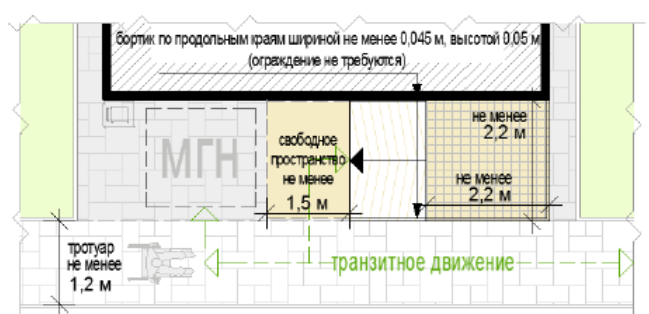 бортик по продольным краям шириной не менее 0,045 м, высотой 0,05 м
(ограждение не требуются)
МГН
свободное
пространство
не менее
1,5 м
не менее
2,2 м
не менее
2,2 м
тротуар
не менее
1,2 м
транзитное движение